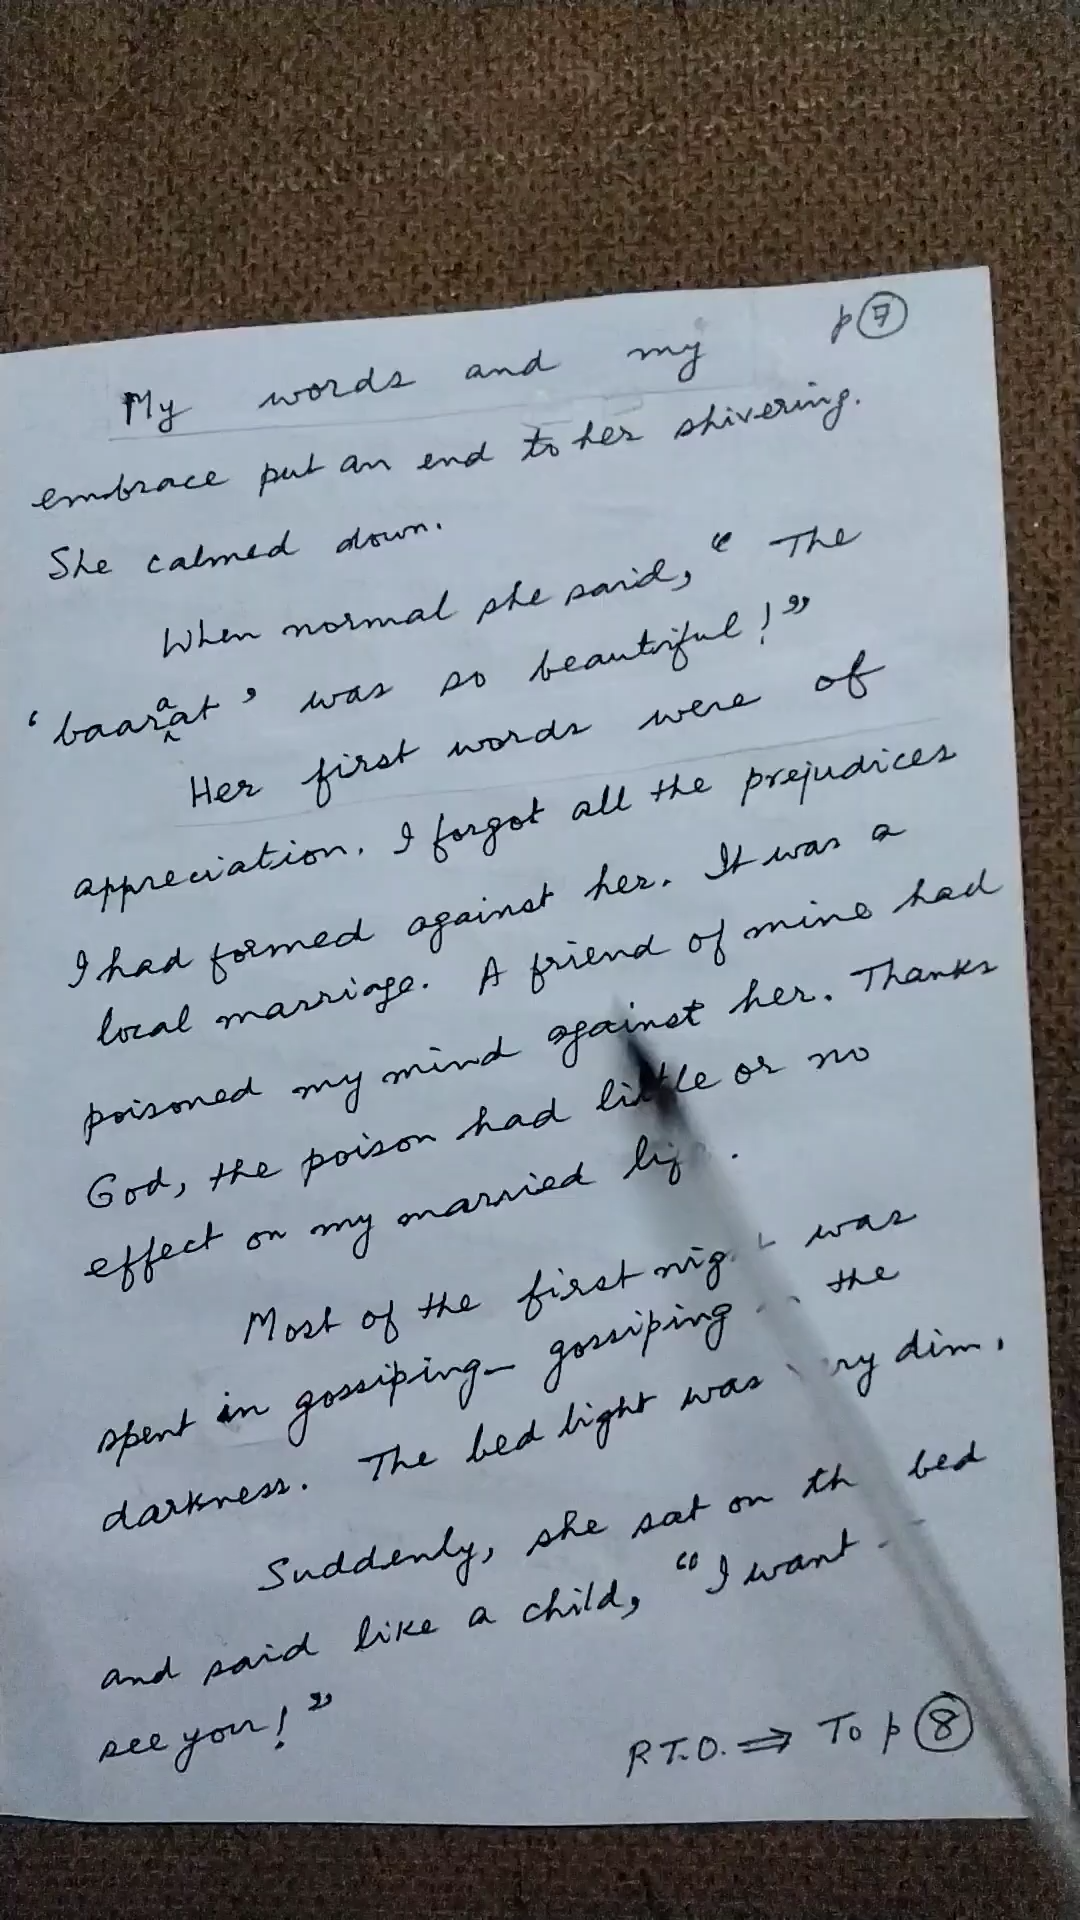 p 7
My words and my
embrace put an end to her shivering.
She calmed down.
When normal she said, “The
‘baaraat’ was so beautiful!”
Her first words were of
appreciation. I forgot all the prejudices
I had formed against her. It was a
local marriage. A friend of mine had
poisoned my mind against her. Thanks
God, the poison had little or no
effect on my married
Most of the first was
spent in gossiping - gossiping the
darkness. The bed light was dim.
Suddenly, she sat on bed
and said like a child, “I want
see you!”
P.T.O. ⇒ To p 8